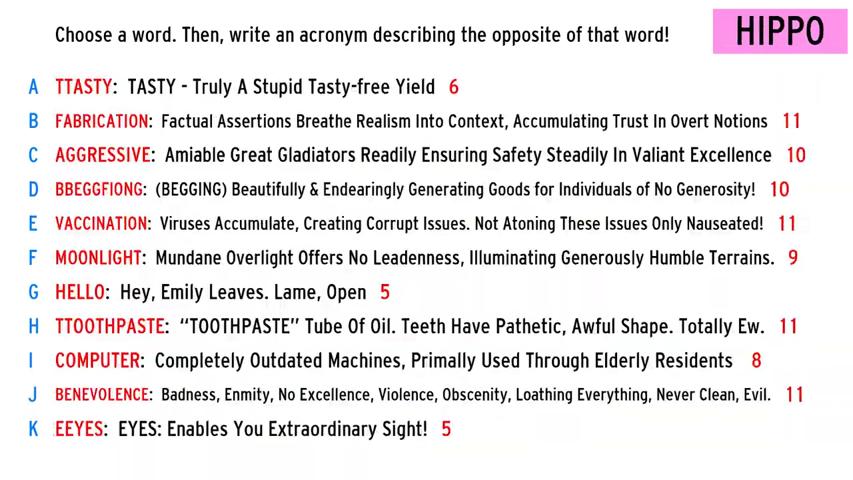 Choose a word. Then, write an acronym describing the opposite of that word!
HIPPO
A TTASTY: TASTY - Truly A Stupid Tasty-free Yield 6
B FABRICATION: Factual Assertions Breathe Realism Into Context, Accumulating Trust In Overt Notions 11
C AGGRESSIVE: Amiable Great Gladiators Readily Ensuring Safety Steadily In Valiant Excellence 10
D BBEGGFIONG: (BEGGING) Beautifully & Endearingly Generating Goods for Individuals of No Generosity! 10
E VACCINATION: Viruses Accumulate, Creating Corrupt Issues. Not Atoning These Issues Only Nauseated! 11
F MOONLIGHT: Mundane Overlight Offers No Leadenness, Illuminating Generously Humble Terrains. 9
G HELLO: Hey, Emily Leaves. Lame, Open 5
H TTOOTHPASTE: “TOOTHPASTE” Tube Of Oil. Teeth Have Pathetic, Awful Shape. Totally Ew. 11
I COMPUTER: Completely Outdated Machines, Primally Used Through Elderly Residents 8
J BENEVOLENCE: Badness, Enmity, No Excellence, Violence, Obscenity, Loathing Everything, Never Clean, Evil. 11
K EEYES: EYES: Enables You Extraordinary Sight! 5